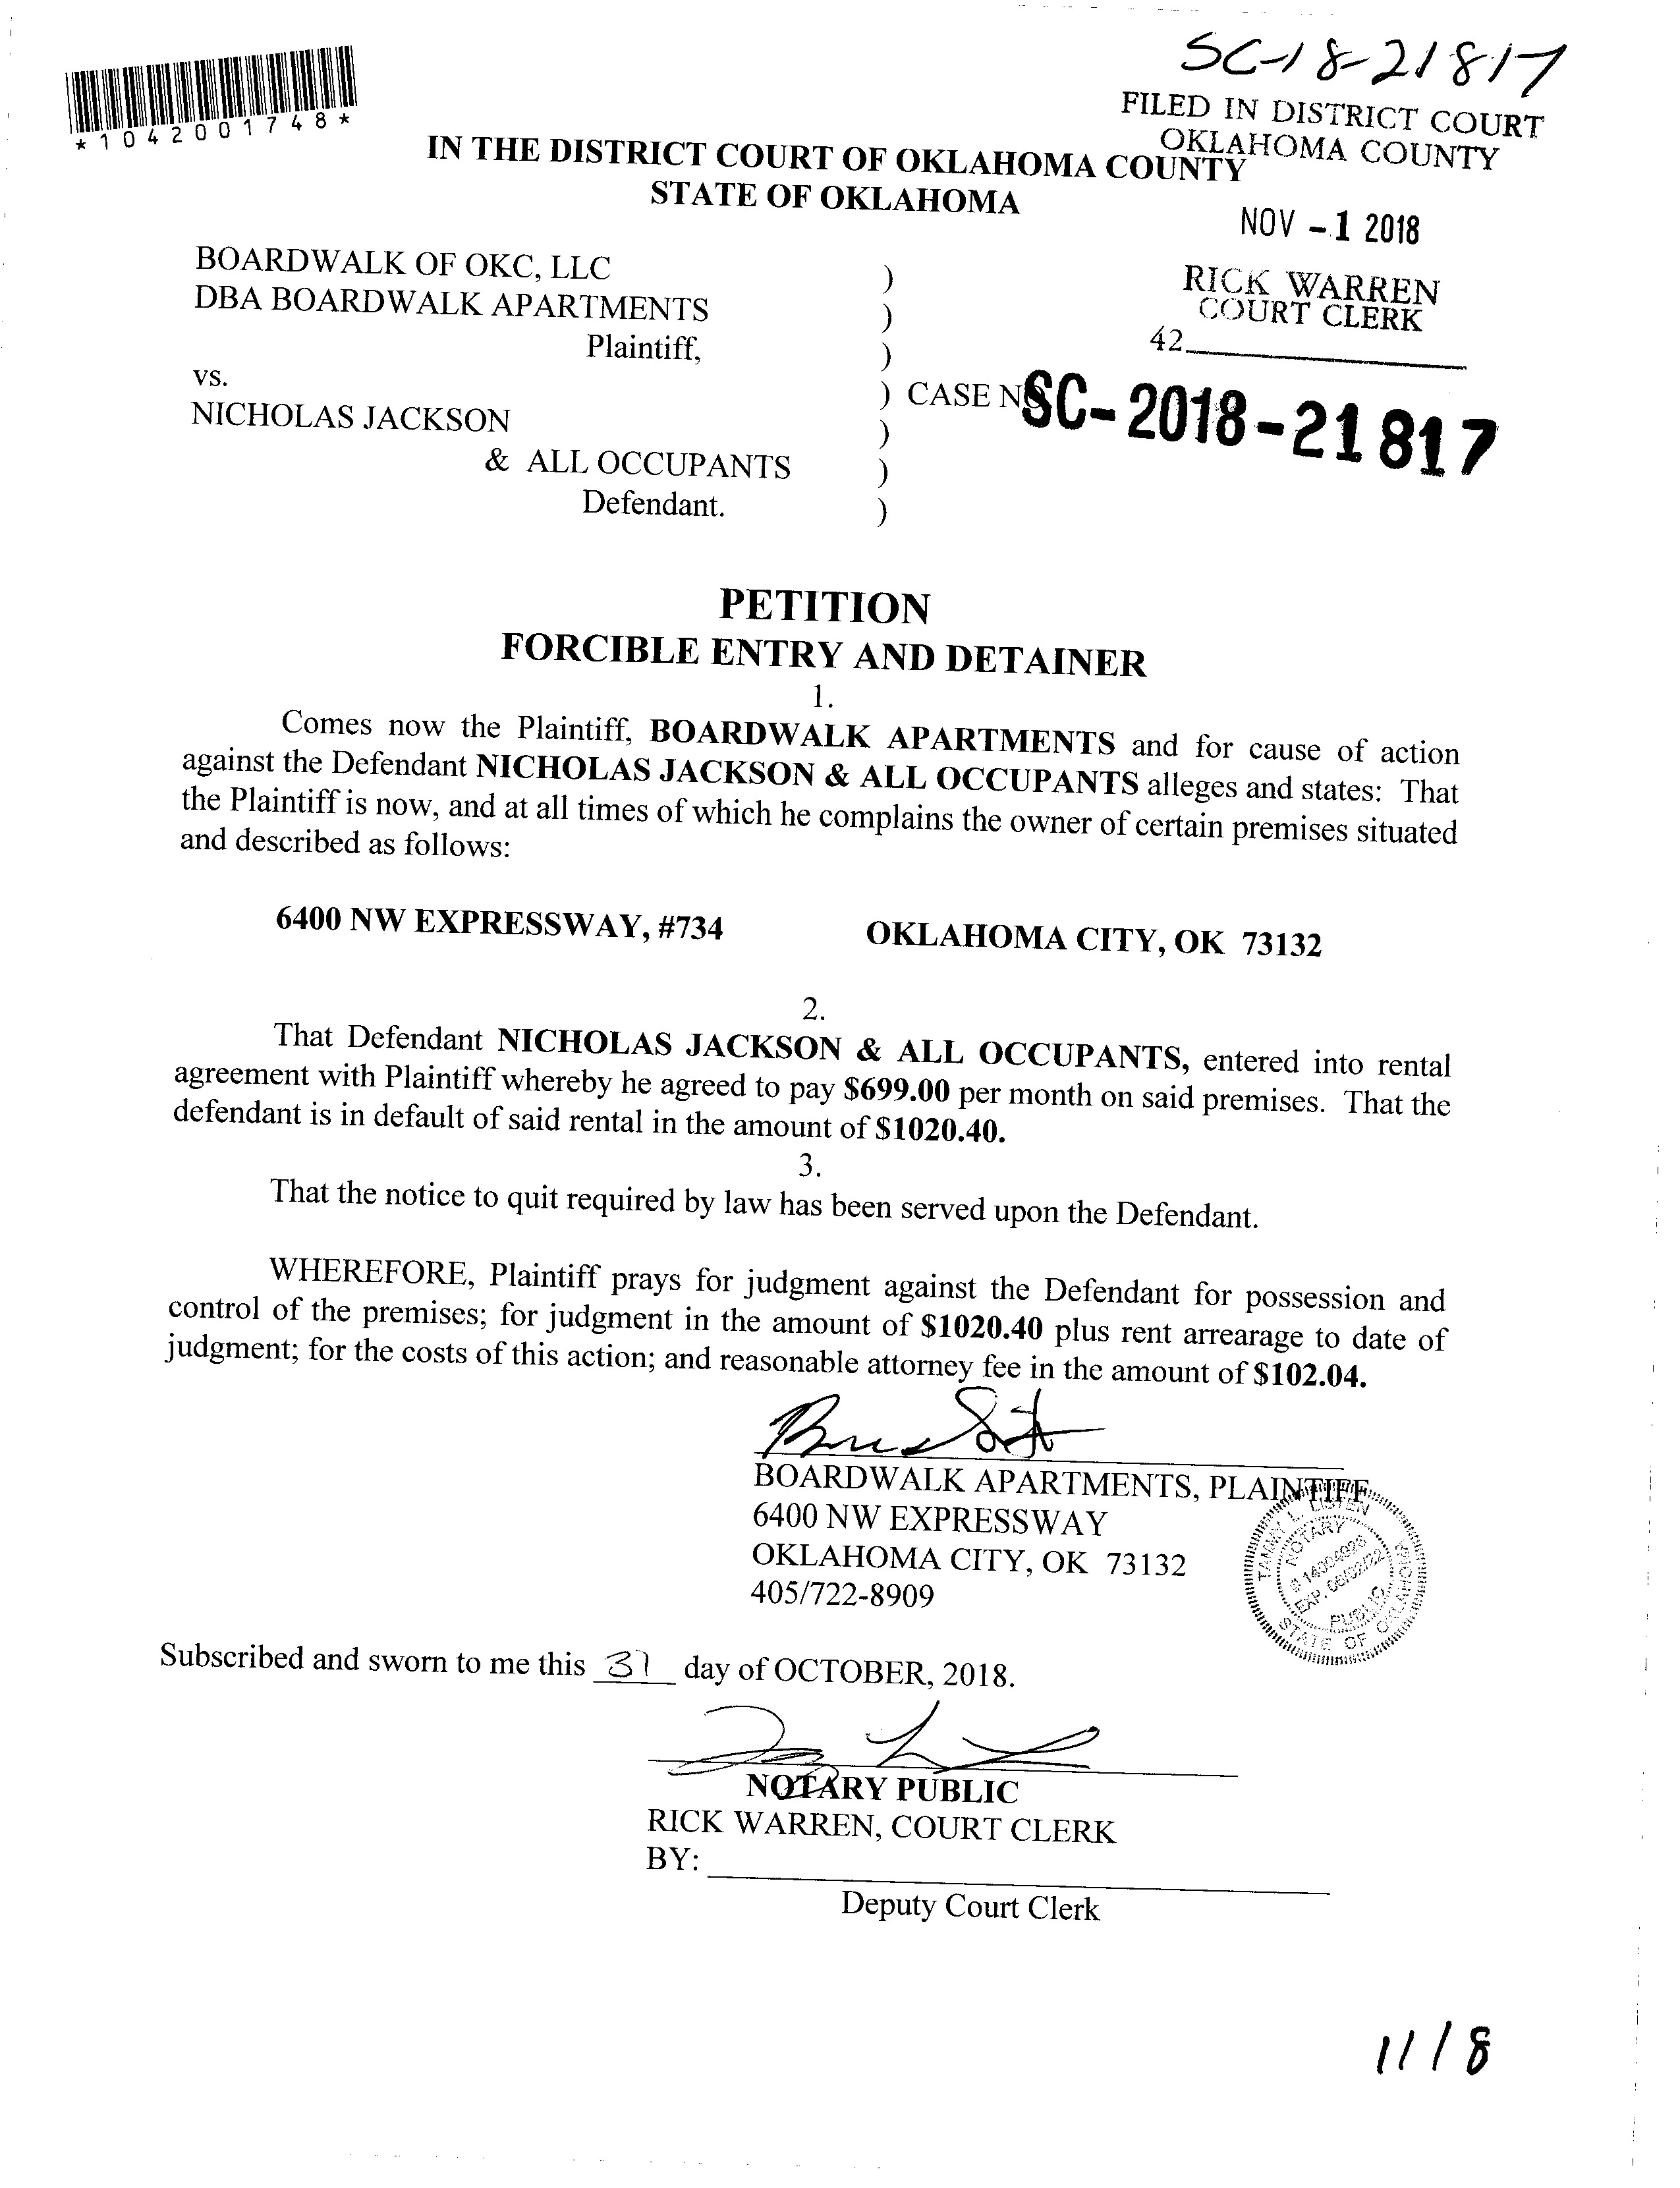 SC-18-21817
FILED IN DISTRICT COURT
OKLAHOMA COUNTY
*1042001748*
IN THE DISTRICT COURT OF OKLAHOMA COUNTY
STATE OF OKLAHOMA
NOV -1 2018
BOARDWALK OF OKC, LLC )
DBA BOARDWALK APARTMENTS )
Plaintiff, )
RICK WARREN
COURT CLERK
42
vs. ) CASE NO SC-2018-21817
NICHOLAS JACKSON )
& ALL OCCUPANTS )
Defendant. )
PETITION
FORCIBLE ENTRY AND DETAINER
1.
Comes now the Plaintiff, BOARDWALK APARTMENTS and for cause of action
against the Defendant NICHOLAS JACKSON & ALL OCCUPANTS alleges and states: That
the Plaintiff is now, and at all times of which he complains the owner of certain premises situated
and described as follows:
6400 NW EXPRESSWAY, #734 OKLAHOMA CITY, OK 73132
2.
That Defendant NICHOLAS JACKSON & ALL OCCUPANTS, entered into rental
agreement with Plaintiff whereby he agreed to pay $699.00 per month on said premises. That the
defendant is in default of said rental in the amount of $1020.40.
3.
That the notice to quit required by law has been served upon the Defendant.
WHEREFORE, Plaintiff prays for judgment against the Defendant for possession and
control of the premises; for judgment in the amount of $1020.40 plus rent arrearage to date of
judgment; for the costs of this action; and reasonable attorney fee in the amount of $102.04.
BOARDWALK APARTMENTS, PLAINTIFF
6400 NW EXPRESSWAY
OKLAHOMA CITY, OK 73132
405/722-8909
TAMMY L. LISTEN
NOTARY
# 14004928
EXP. 06/02/22
PUBLIC
STATE OF OKLAHOMA
Subscribed and sworn to me this 31 day of OCTOBER, 2018.
NOTARY PUBLIC
RICK WARREN, COURT CLERK
BY:
Deputy Court Clerk
11/8